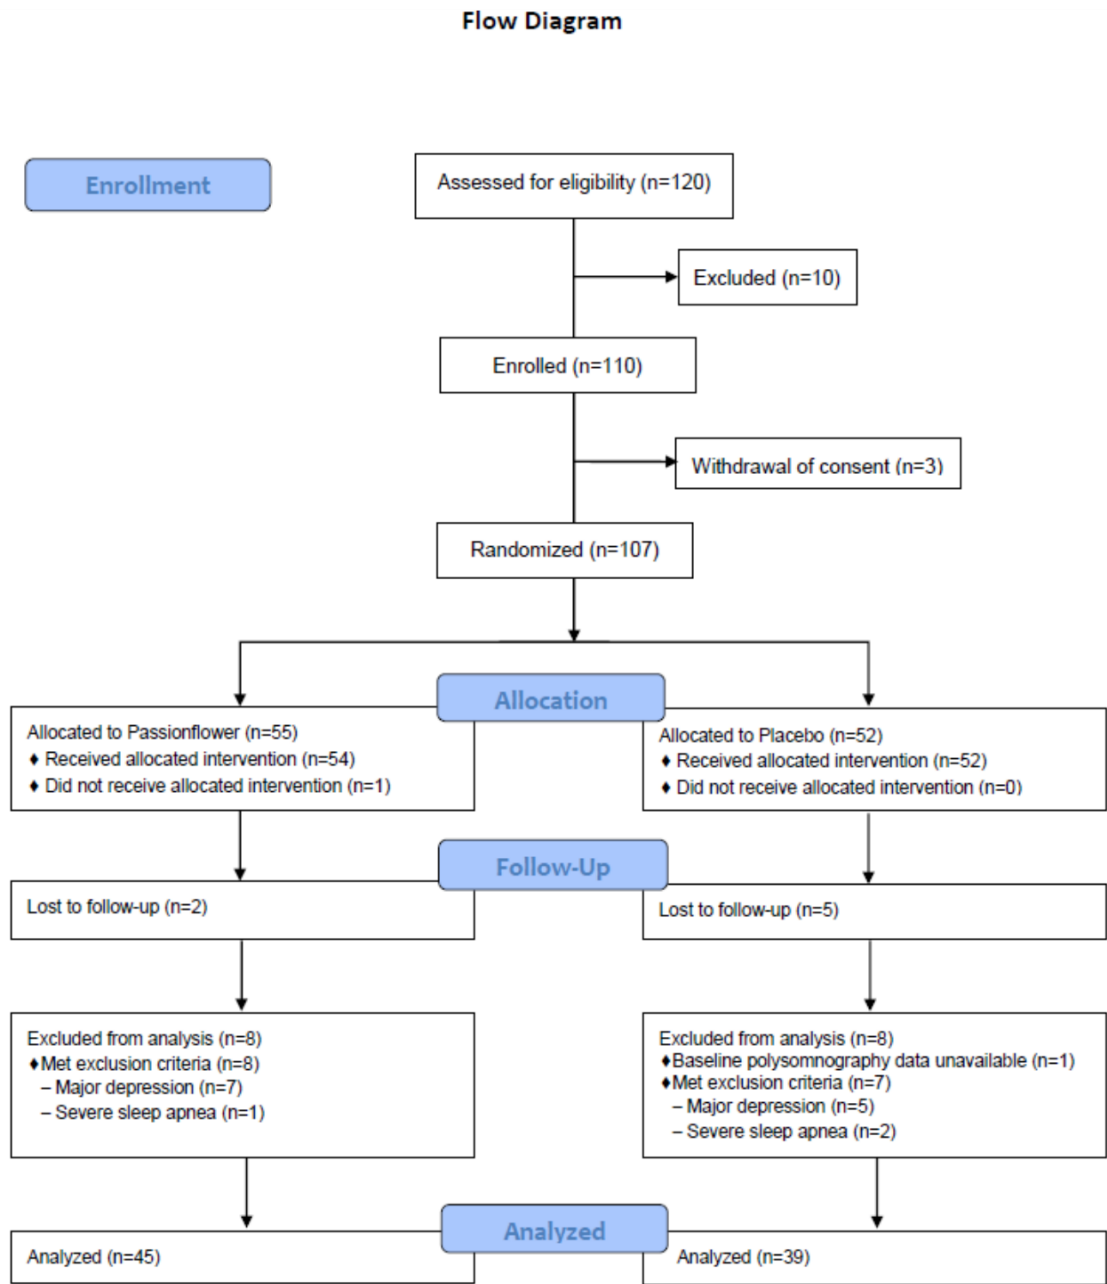 Flow Diagram
Enrollment
Assessed for eligibility (n=120)
Excluded (n=10)
Enrolled (n=110)
Withdrawal of consent (n=3)
Randomized (n=107)
Allocation
Allocated to Passionflower (n=55)
♦ Received allocated intervention (n=54)
♦ Did not receive allocated intervention (n=1)
Allocated to Placebo (n=52)
♦ Received allocated intervention (n=52)
♦ Did not receive allocated intervention (n=0)
Follow-Up
Lost to follow-up (n=2)
Lost to follow-up (n=5)
Excluded from analysis (n=8)
♦Met exclusion criteria (n=8)
– Major depression (n=7)
– Severe sleep apnea (n=1)
Excluded from analysis (n=8)
♦Baseline polysomnography data unavailable (n=1)
♦Met exclusion criteria (n=7)
– Major depression (n=5)
– Severe sleep apnea (n=2)
Analyzed
Analyzed (n=45)
Analyzed (n=39)